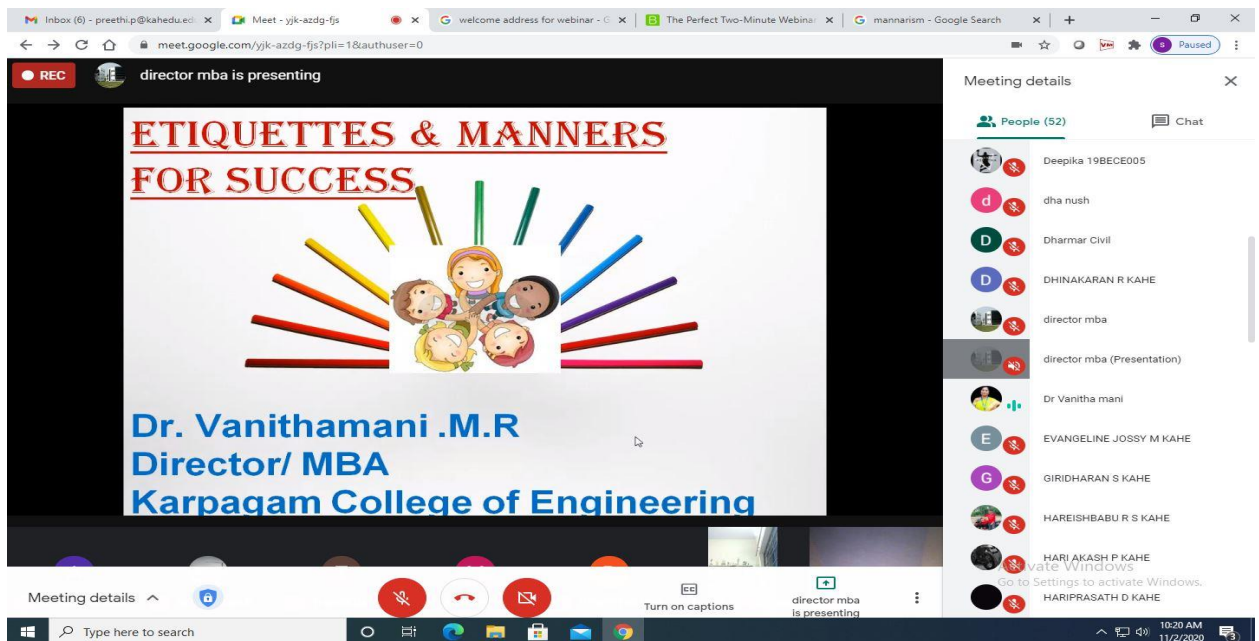 Inbox (6) - preethi.p@kahedu.ed
Meet - yjk-azdg-fjs
welcome address for webinar - G
The Perfect Two-Minute Webinar
mannarism - Google Search
meet.google.com/yjk-azdg-fjs?pli=1&authuser=0
Paused
REC
director mba is presenting
ETIQUETTES & MANNERS
FOR SUCCESS
Dr. Vanithamani .M.R
Director/ MBA
Karpagam College of Engineering
Meeting details
People (52)
Chat
Deepika 19BECE005
d
dha nush
D
Dharmar Civil
D
DHINAKARAN R KAHE
director mba
director mba (Presentation)
Dr Vanitha mani
E
EVANGELINE JOSSY M KAHE
G
GIRIDHARAN S KAHE
HAREISHBABU R S KAHE
HARI AKASH P KAHE
HARIPRASATH D KAHE
Activate Windows
Go to Settings to activate Windows.
Meeting details
Turn on captions
director mba
is presenting
Type here to search
10:20 AM
11/2/2020